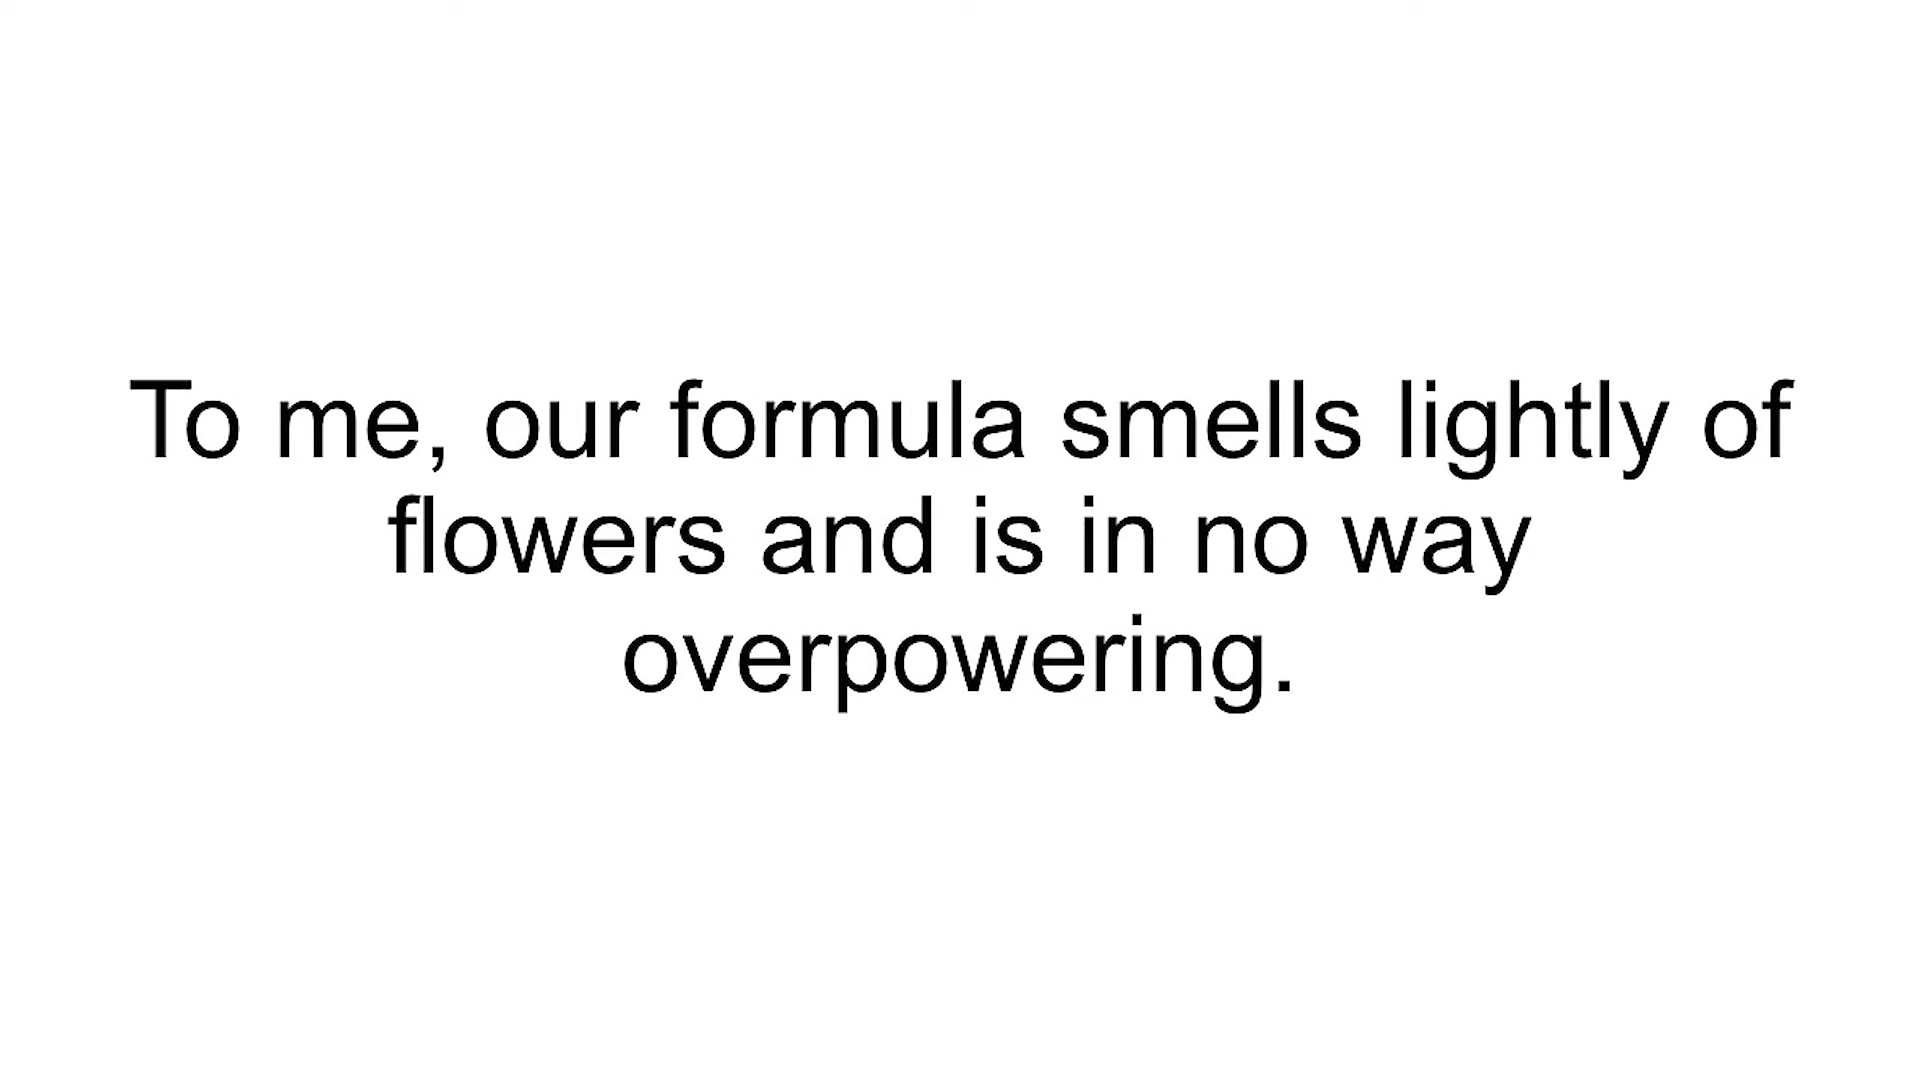 To me, our formula smells lightly of
flowers and is in no way
overpowering.